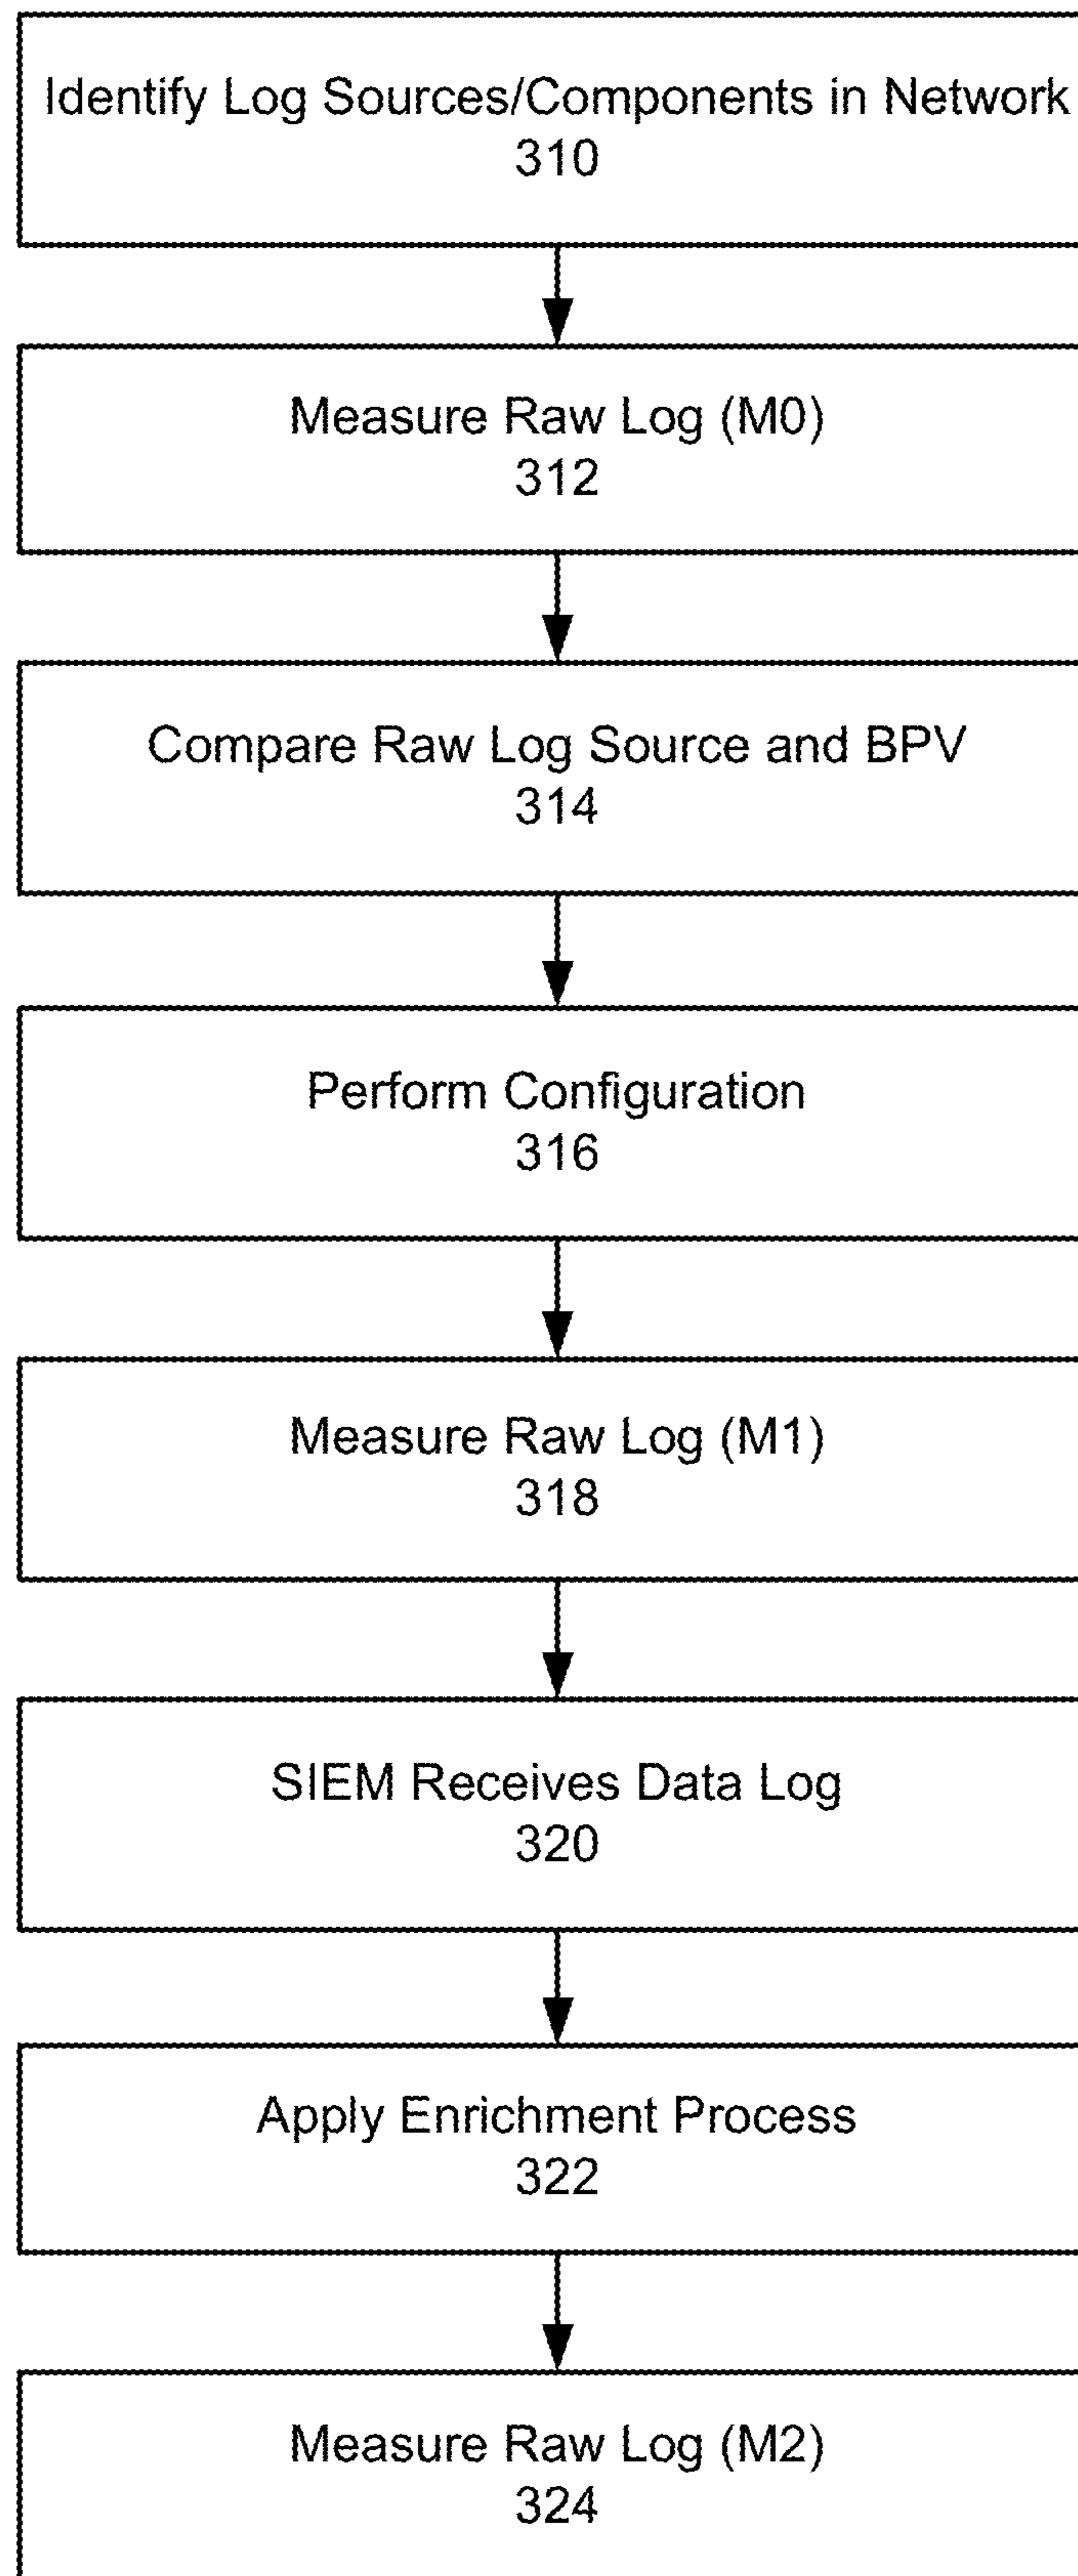 Identify Log Sources/Components in Network
310
Measure Raw Log (M0)
312
Compare Raw Log Source and BPV
314
Perform Configuration
316
Measure Raw Log (M1)
318
SIEM Receives Data Log
320
Apply Enrichment Process
322
Measure Raw Log (M2)
324